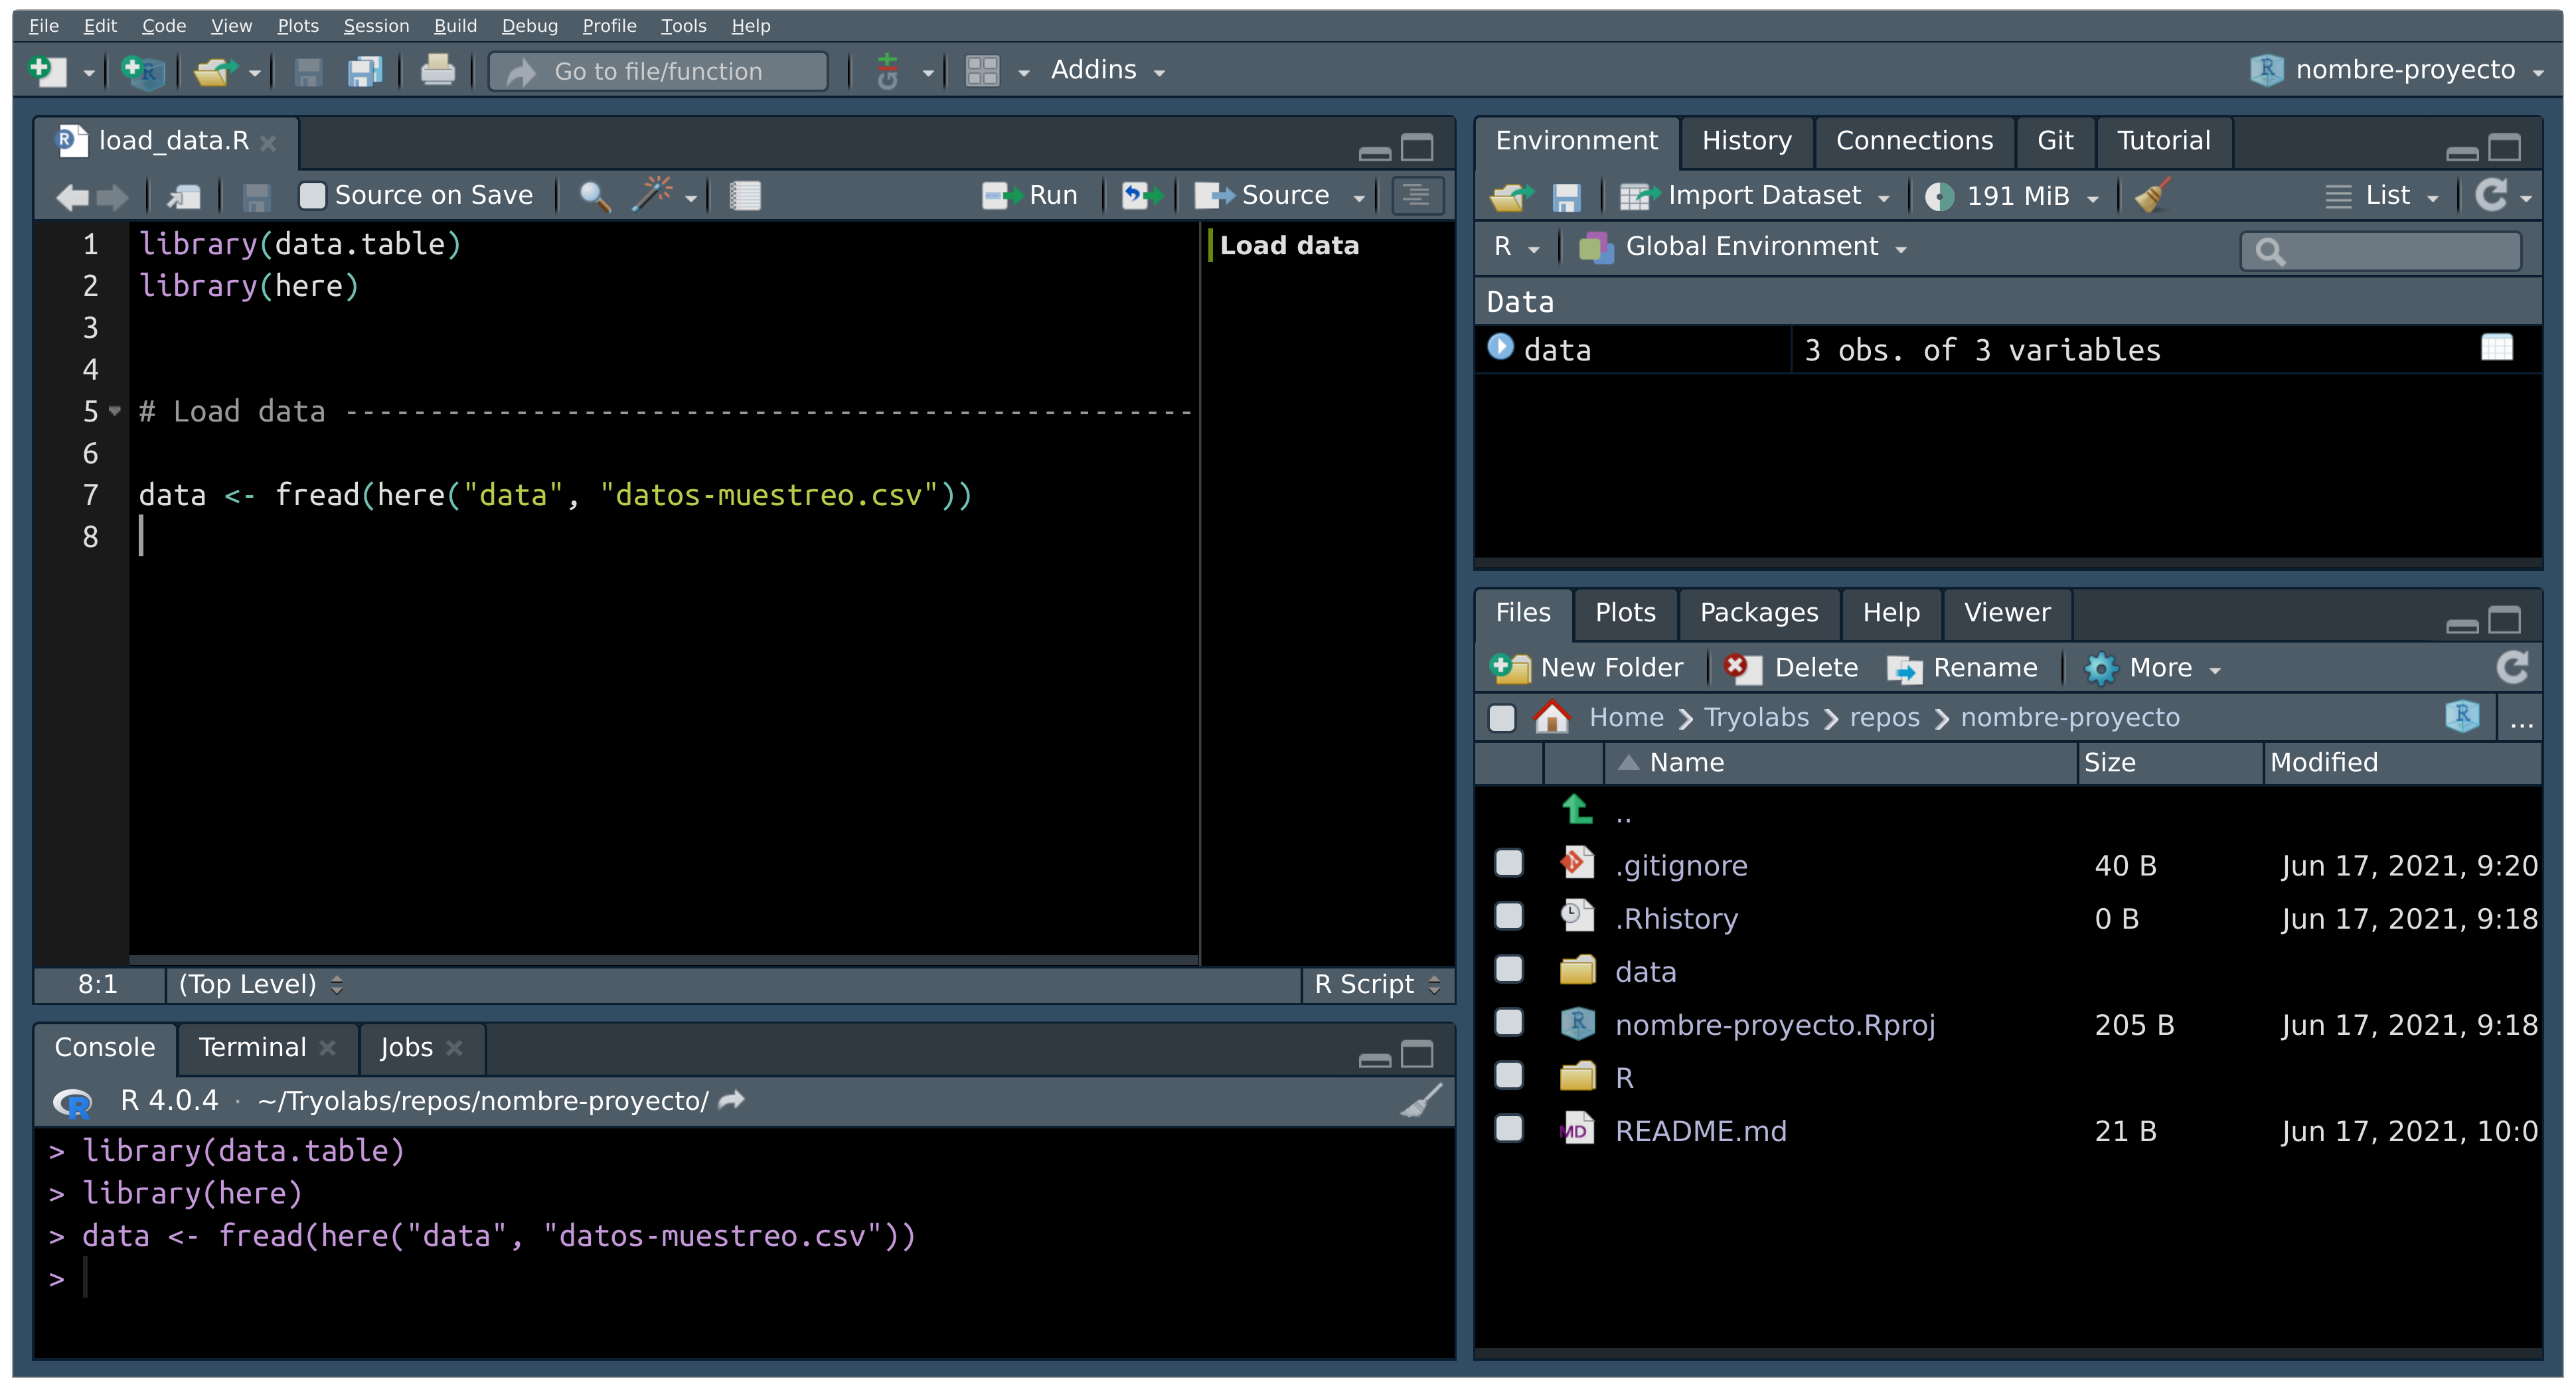 File Edit Code View Plots Session Build Debug Profile Tools Help
Go to file/function Addins nombre-proyecto
load_data.R
Source on Save Run Source
1 library(data.table)
2 library(here)
3
4
5 # Load data --------------------------------------------------
6
7 data <- fread(here("data", "datos-muestreo.csv"))
8
Load data
8:1 (Top Level) R Script
Console Terminal Jobs
R 4.0.4 · ~/Tryolabs/repos/nombre-proyecto/
> library(data.table)
> library(here)
> data <- fread(here("data", "datos-muestreo.csv"))
>
Environment History Connections Git Tutorial
Import Dataset 191 MiB List
R Global Environment
Data
data 3 obs. of 3 variables
Files Plots Packages Help Viewer
New Folder Delete Rename More
Home Tryolabs repos nombre-proyecto ...
Name Size Modified
..
.gitignore 40 B Jun 17, 2021, 9:20
.Rhistory 0 B Jun 17, 2021, 9:18
data
nombre-proyecto.Rproj 205 B Jun 17, 2021, 9:18
R
README.md 21 B Jun 17, 2021, 10:0